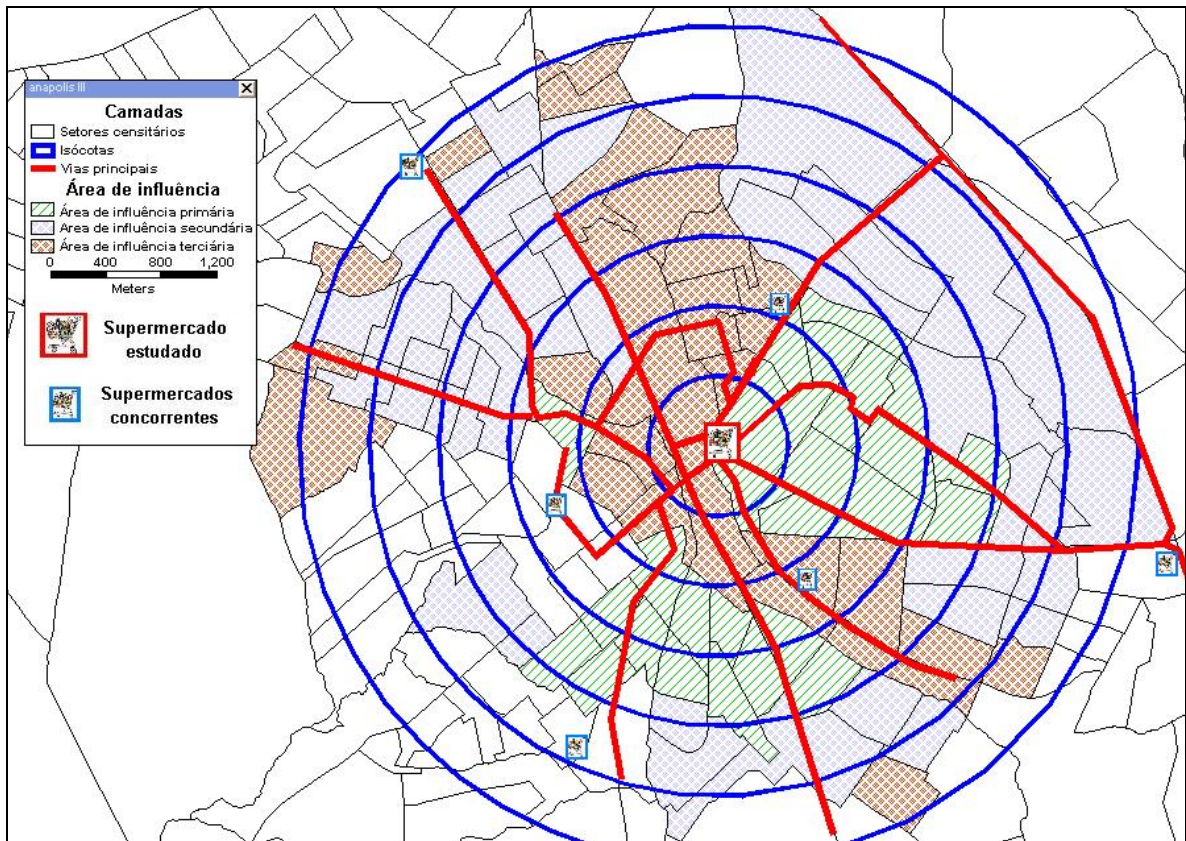 anapolis III
Camadas
Setores censitários
Isócotas
Vias principais
Área de influência
Área de influência primária
Área de influência secundária
Área de influência terciária
0 400 800 1,200
Meters
Supermercado
estudado
Supermercados
concorrentes